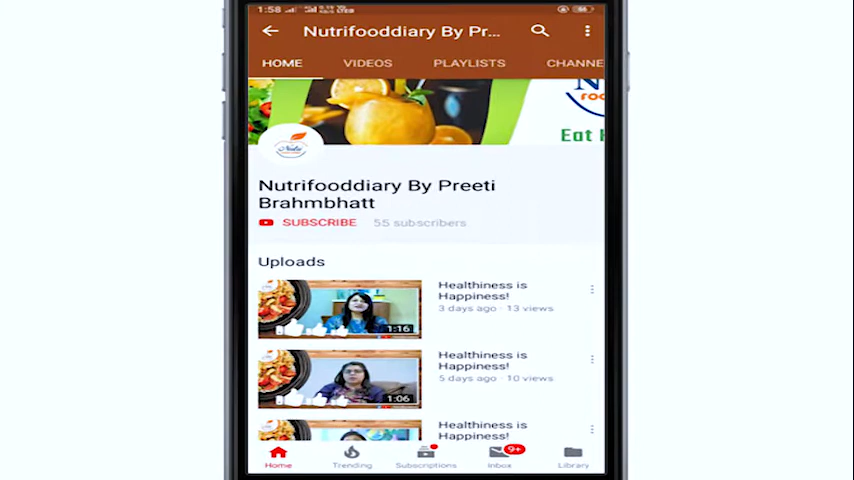 1:58
Nutrifooddiary By Pr...
HOME VIDEOS PLAYLISTS CHANNE
Eat H
Nutrifooddiary By Preeti
Brahmbhatt
SUBSCRIBE 55 subscribers
Uploads
Healthiness is
Happiness!
3 days ago · 13 views
1:16
Healthiness is
Happiness!
5 days ago · 10 views
1:06
Healthiness is
Happiness!
9+
Home Trending Subscriptions Inbox Library